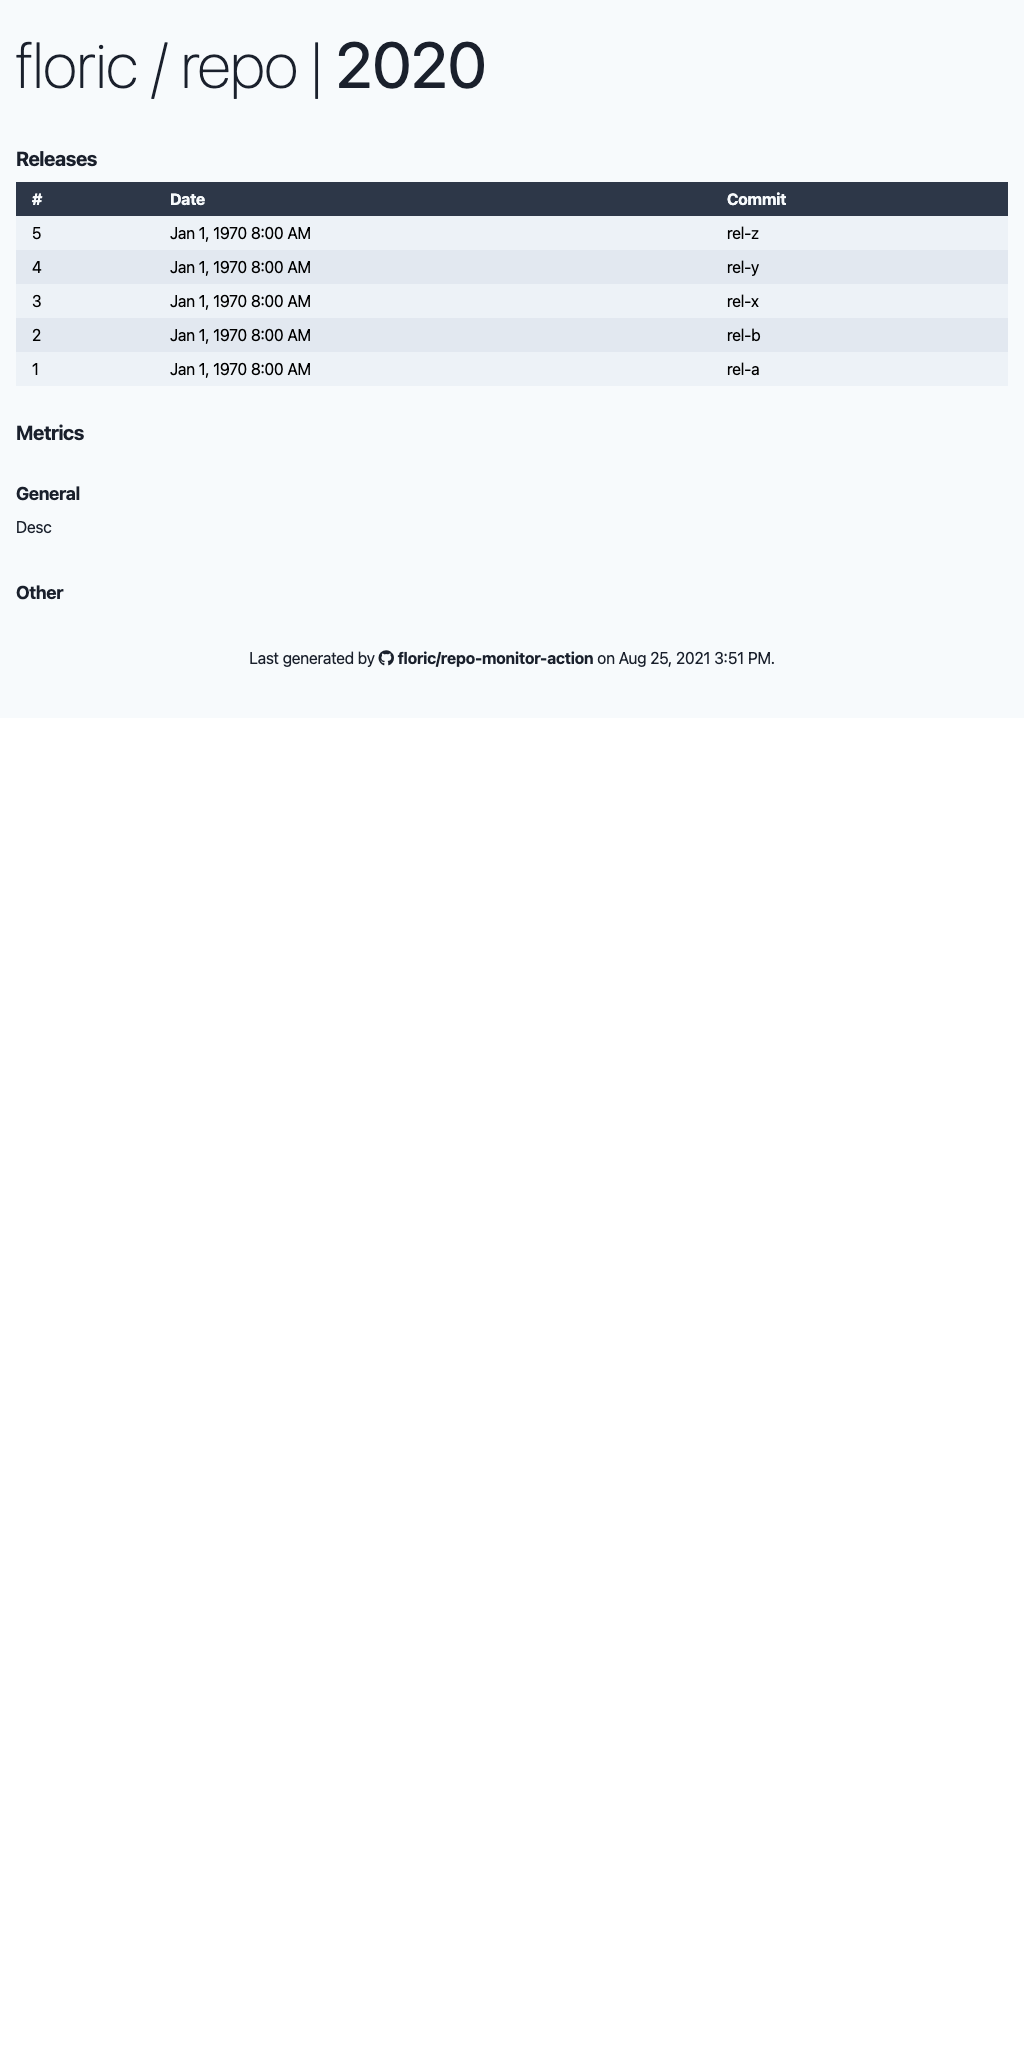 floric / repo | 2020
Releases
# Date Commit
5 Jan 1, 1970 8:00 AM rel-z
4 Jan 1, 1970 8:00 AM rel-y
3 Jan 1, 1970 8:00 AM rel-x
2 Jan 1, 1970 8:00 AM rel-b
1 Jan 1, 1970 8:00 AM rel-a
Metrics
General
Desc
Other
Last generated by floric/repo-monitor-action on Aug 25, 2021 3:51 PM.